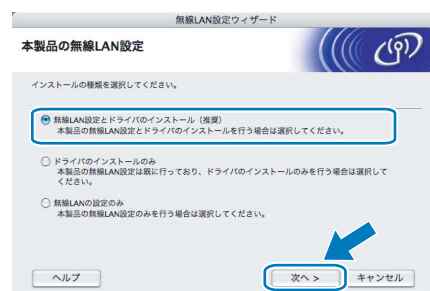 無線LAN設定ウィザード
本製品の無線LAN設定
インストールの種類を選択してください。
無線LAN設定とドライバのインストール（推奨）
本製品の無線LAN設定とドライバのインストールを行う場合は選択してください。
ドライバのインストールのみ
本製品の無線LAN設定は既に行っており、ドライバのインストールのみを行う場合は選択して
ください。
無線LANの設定のみ
本製品の無線LAN設定のみを行う場合は選択してください。
ヘルプ
次へ >
キャンセル